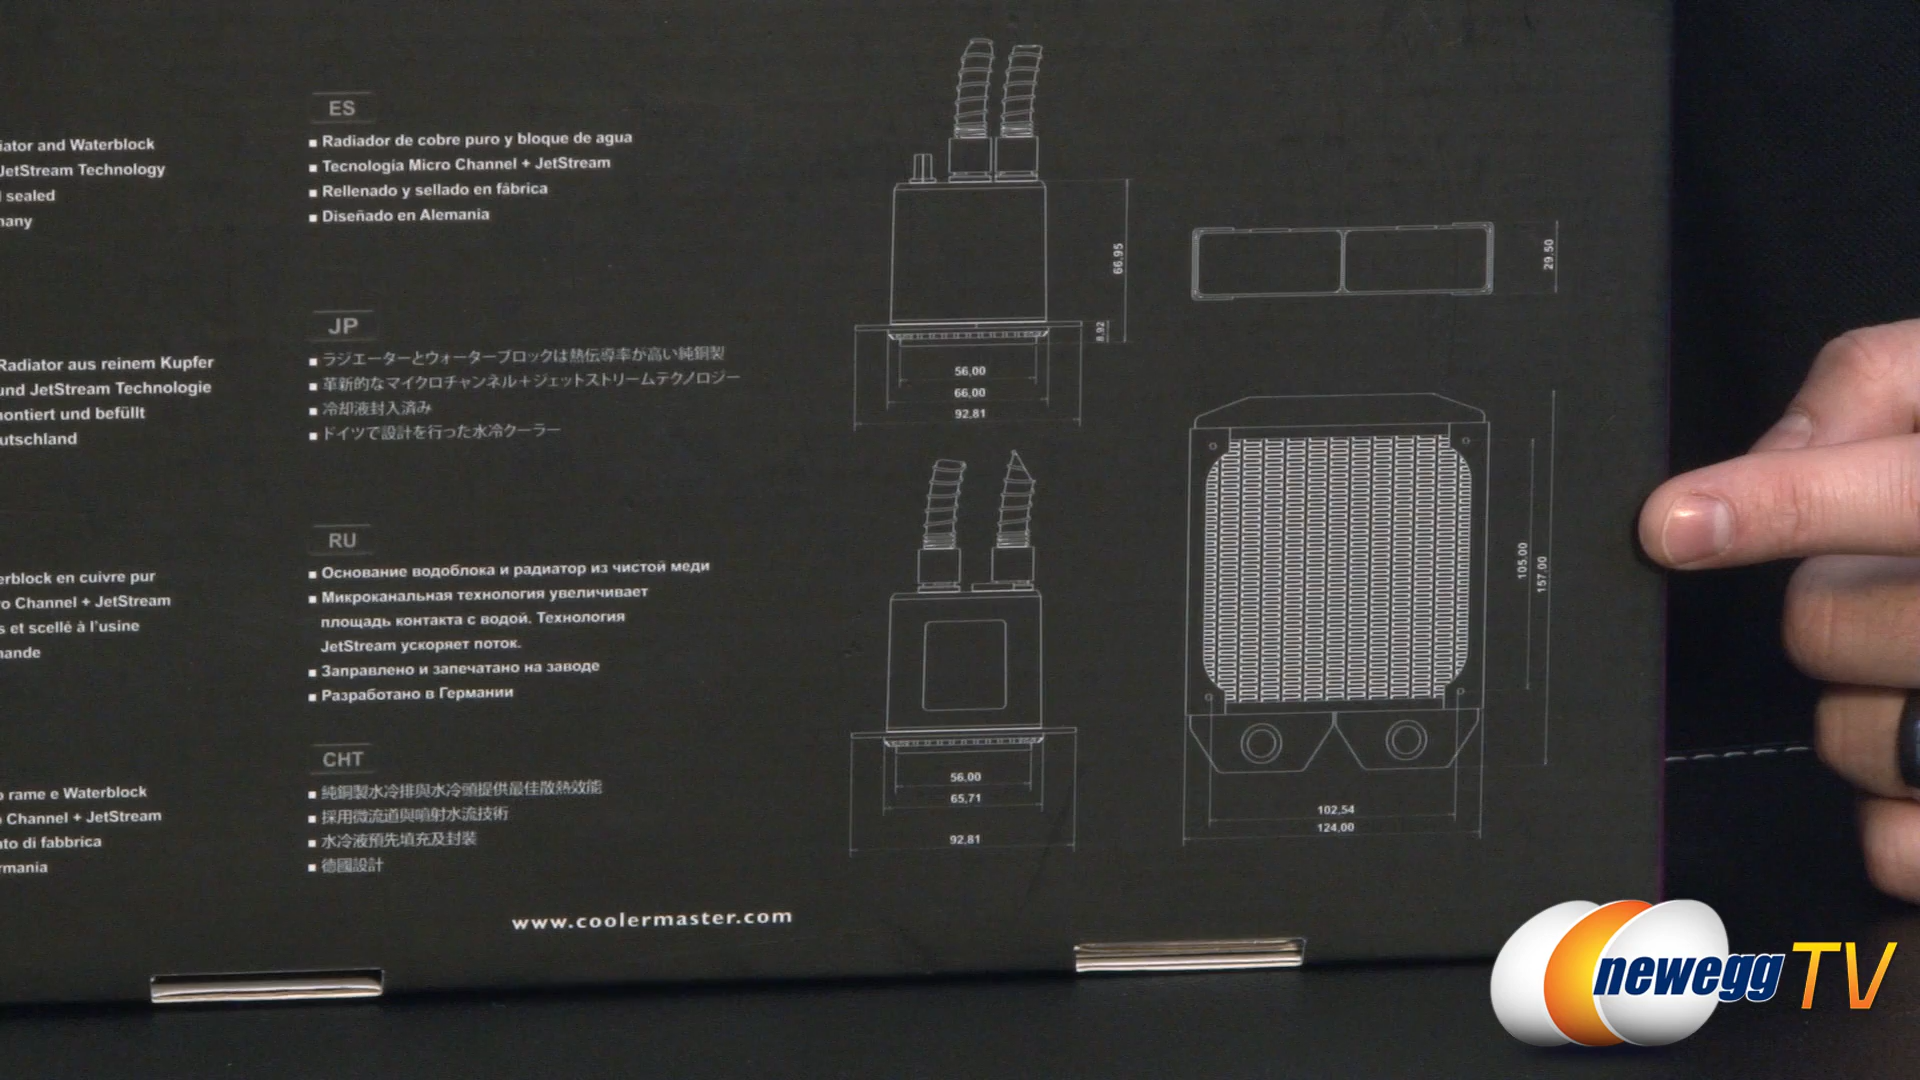 iator and Waterblock
JetStream Technology
sealed
many
Radiator aus reinem Kupfer
und JetStream Technologie
montiert und befüllt
utschland
erblock en cuivre pur
o Channel + JetStream
s et scellé à l'usine
ande
rame e Waterblock
Channel + JetStream
to di fabbrica
rmania
ES
▪ Radiador de cobre puro y bloque de agua
▪ Tecnología Micro Channel + JetStream
▪ Rellenado y sellado en fábrica
▪ Diseñado en Alemania
JP
▪ ラジエーターとウォーターブロックは熱伝導率が高い純銅製
▪ 革新的なマイクロチャンネル＋ジェットストリームテクノロジー
▪ 冷却液封入済み
▪ ドイツで設計を行った水冷クーラー
RU
▪ Основание водоблока и радиатор из чистой меди
▪ Микроканальная технология увеличивает
площадь контакта с водой. Технология
JetStream ускоряет поток.
▪ Заправлено и запечатано на заводе
▪ Разработано в Германии
CHT
▪ 純銅製水冷排與水冷頭提供最佳散熱效能
▪ 採用微流道與噴射水流技術
▪ 水冷液預先填充及封裝
▪ 德國設計
www.coolermaster.com
66,95
8,92
56,00
66,00
92,81
29,50
56,00
65,71
92,81
105,00
157,00
102,54
124,00
newegg TV